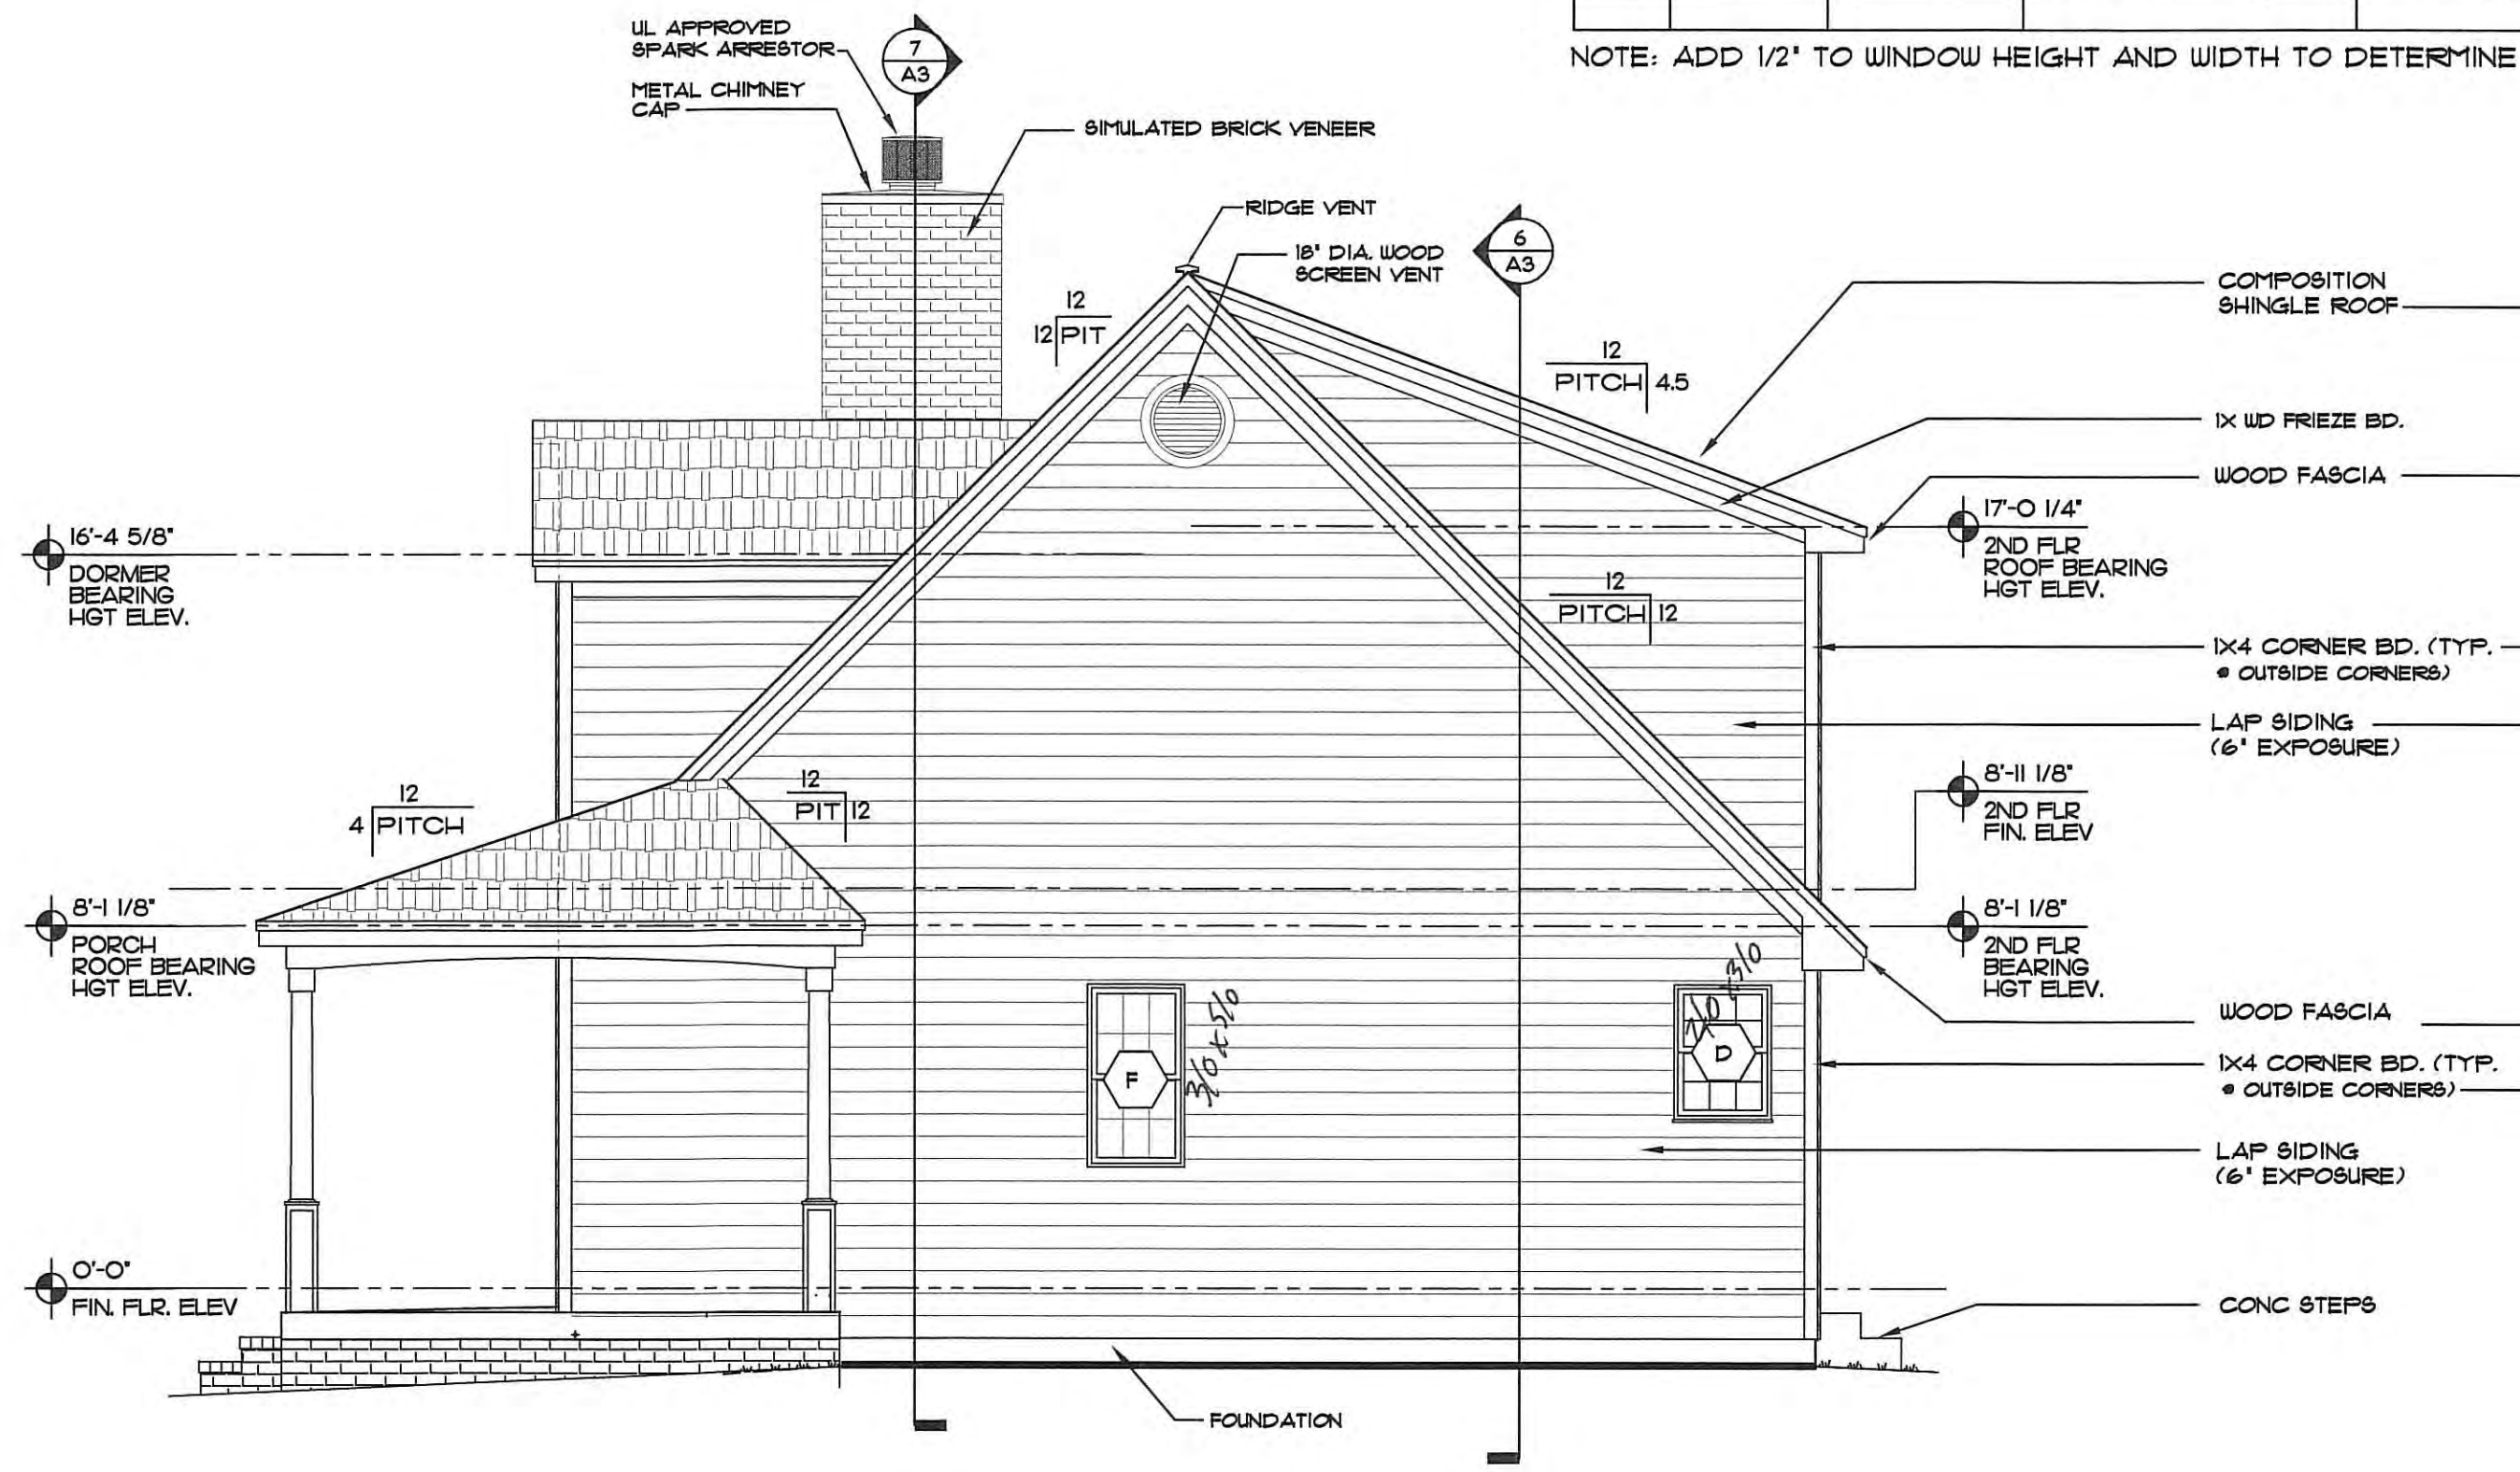 NOTE: ADD 1/2" TO WINDOW HEIGHT AND WIDTH TO DETERMINE
UL APPROVED
SPARK ARRESTOR
METAL CHIMNEY
CAP
7
A3
SIMULATED BRICK VENEER
RIDGE VENT
18" DIA. WOOD
SCREEN VENT
6
A3
12
12 PIT
12
PITCH 4.5
COMPOSITION
SHINGLE ROOF
1X WD FRIEZE BD.
WOOD FASCIA
17'-0 1/4"
2ND FLR
ROOF BEARING
HGT ELEV.
16'-4 5/8"
DORMER
BEARING
HGT ELEV.
12
PITCH 12
1X4 CORNER BD. (TYP.
@ OUTSIDE CORNERS)
LAP SIDING
(6" EXPOSURE)
12
4 PITCH
12
PIT 12
8'-11 1/8"
2ND FLR
FIN. ELEV
8'-1 1/8"
PORCH
ROOF BEARING
HGT ELEV.
8'-1 1/8"
2ND FLR
BEARING
HGT ELEV.
WOOD FASCIA
1X4 CORNER BD. (TYP.
@ OUTSIDE CORNERS)
F
3/0 x 5/0
D
2/0 x 3/0
LAP SIDING
(6" EXPOSURE)
0'-0"
FIN. FLR. ELEV
CONC STEPS
FOUNDATION